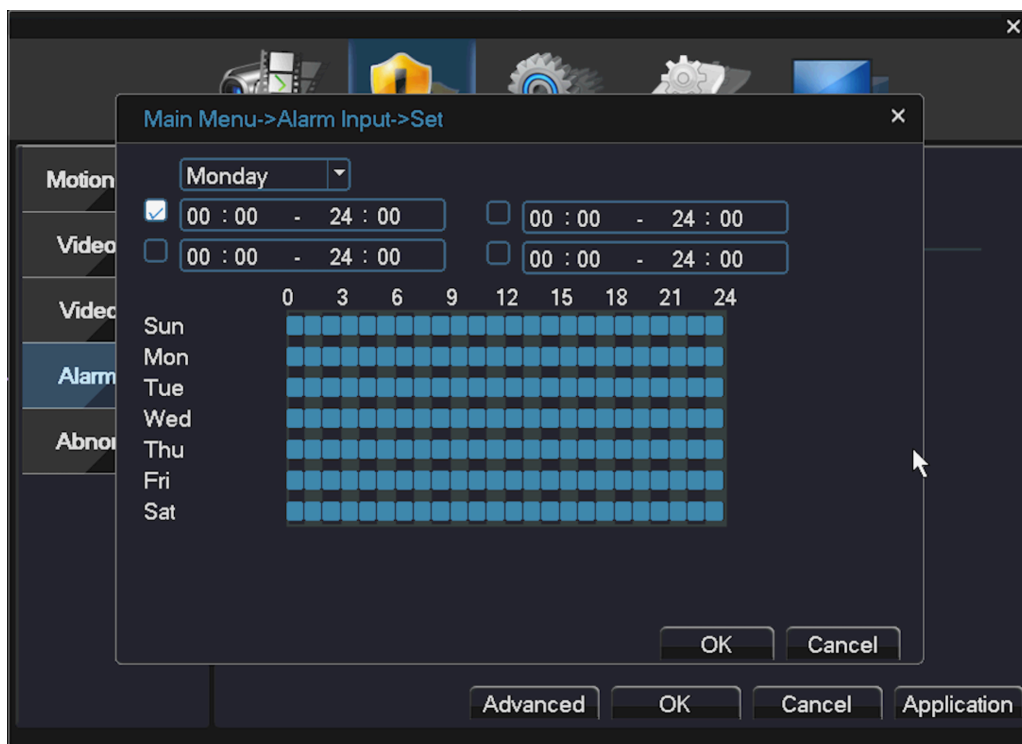 Main Menu->Alarm Input->Set
Monday
00 : 00 - 24 : 00 00 : 00 - 24 : 00
00 : 00 - 24 : 00 00 : 00 - 24 : 00
0 3 6 9 12 15 18 21 24
Sun
Mon
Tue
Wed
Thu
Fri
Sat
OK Cancel
Motion
Video
Video
Alarm
Abnor
Advanced OK Cancel Application